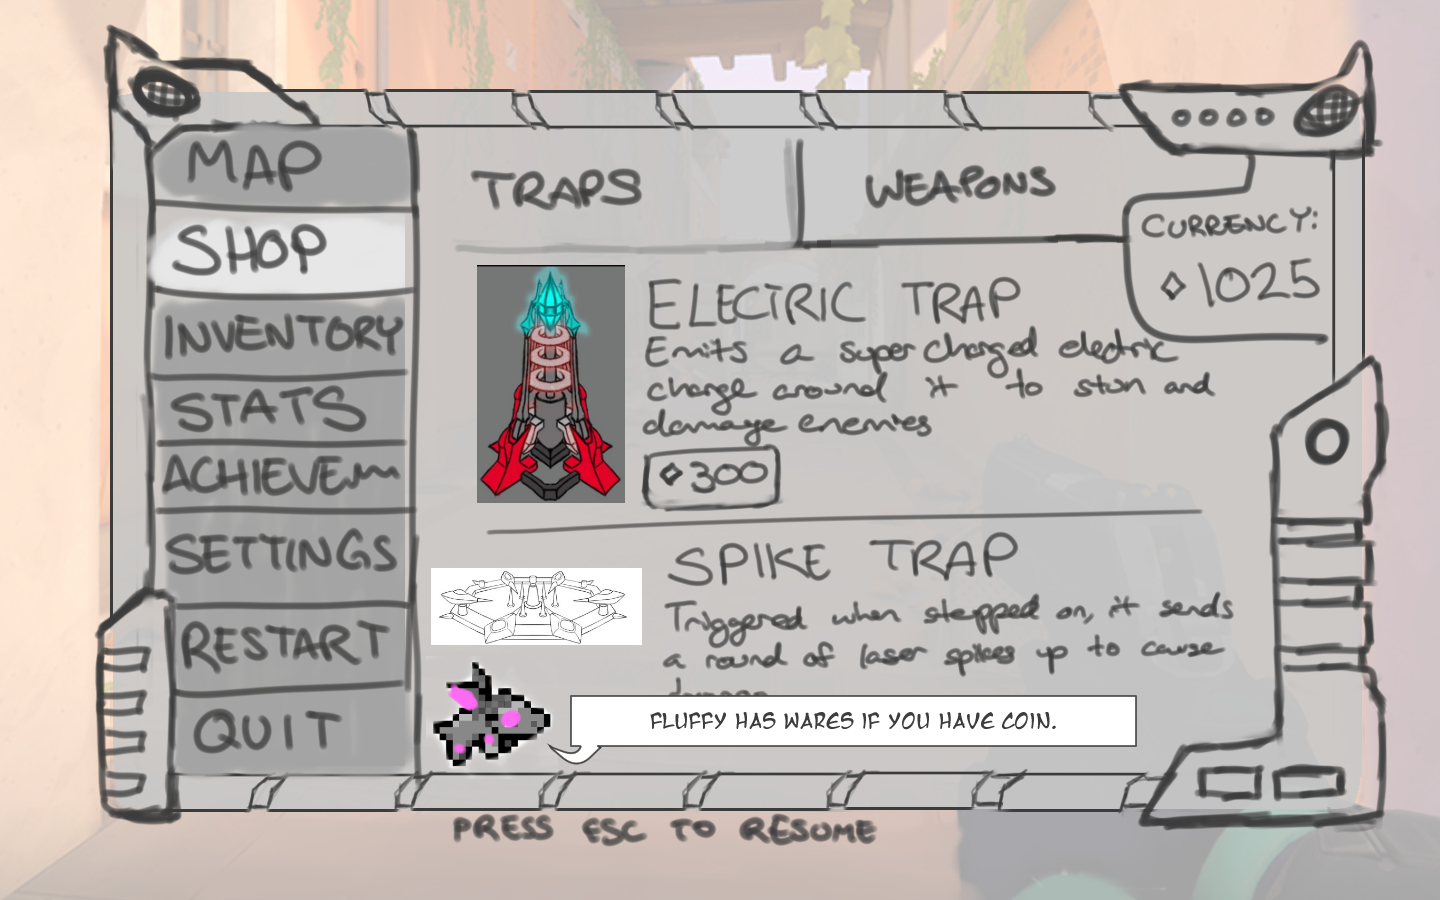 MAP
SHOP
INVENTORY
STATS
ACHIEVEM
SETTINGS
RESTART
QUIT
TRAPS
WEAPONS
CURRENCY:
1025
ELECTRIC TRAP
Emits a super charged electric
charge around it to stun and
damage enemies
300
SPIKE TRAP
Triggered when stepped on, it sends
a round of laser spikes up to cause
FLUFFY HAS WARES IF YOU HAVE COIN.
PRESS ESC TO RESUME